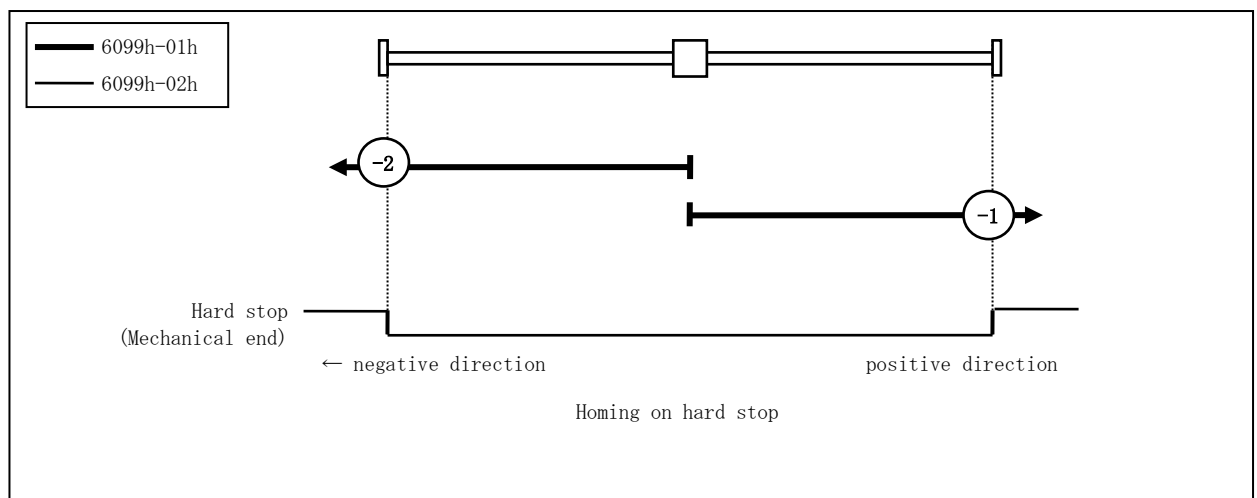 6099h-01h
6099h-02h
-2
-1
Hard stop
(Mechanical end)
← negative direction
positive direction
Homing on hard stop